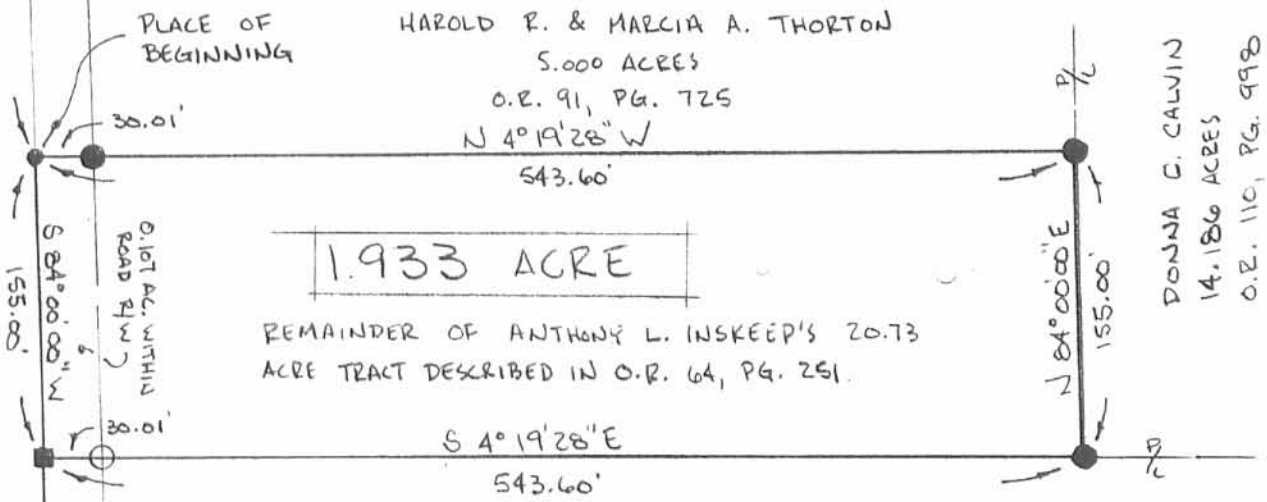 PLACE OF
BEGINNING
HAROLD R. & MARCIA A. THORTON
5.000 ACRES
O.R. 91, PG. 725
N 4°19'28" W
543.60'
30.01'
P/L
DONNA C. CALVIN
14.186 ACRES
O.R. 110, PG. 998
S 84°00'00" W
155.00'
0.107 AC. WITHIN
ROAD R/W
1.933 ACRE
REMAINDER OF ANTHONY L. INSKEEP'S 20.73
ACRE TRACT DESCRIBED IN O.R. 64, PG. 251.
N 84°00'00" E
155.00'
30.01'
S 4°19'28" E
543.60'
P/L